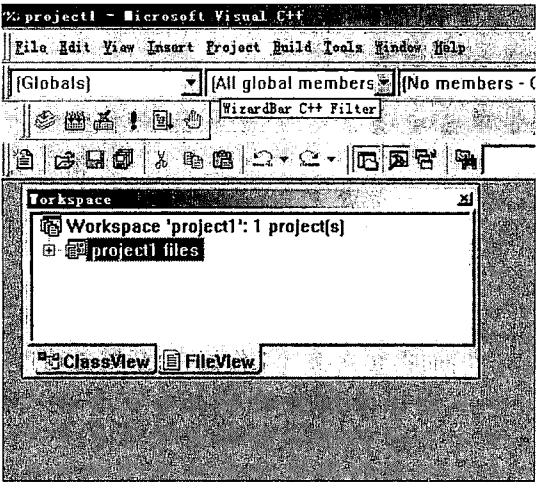 project1 - Microsoft Visual C++
File Edit View Insert Project Build Tools Window Help
(Globals) (All global members (No members - C
WizardBar C++ Filter
Workspace
Workspace 'project1': 1 project(s)
project1 files
ClassView FileView